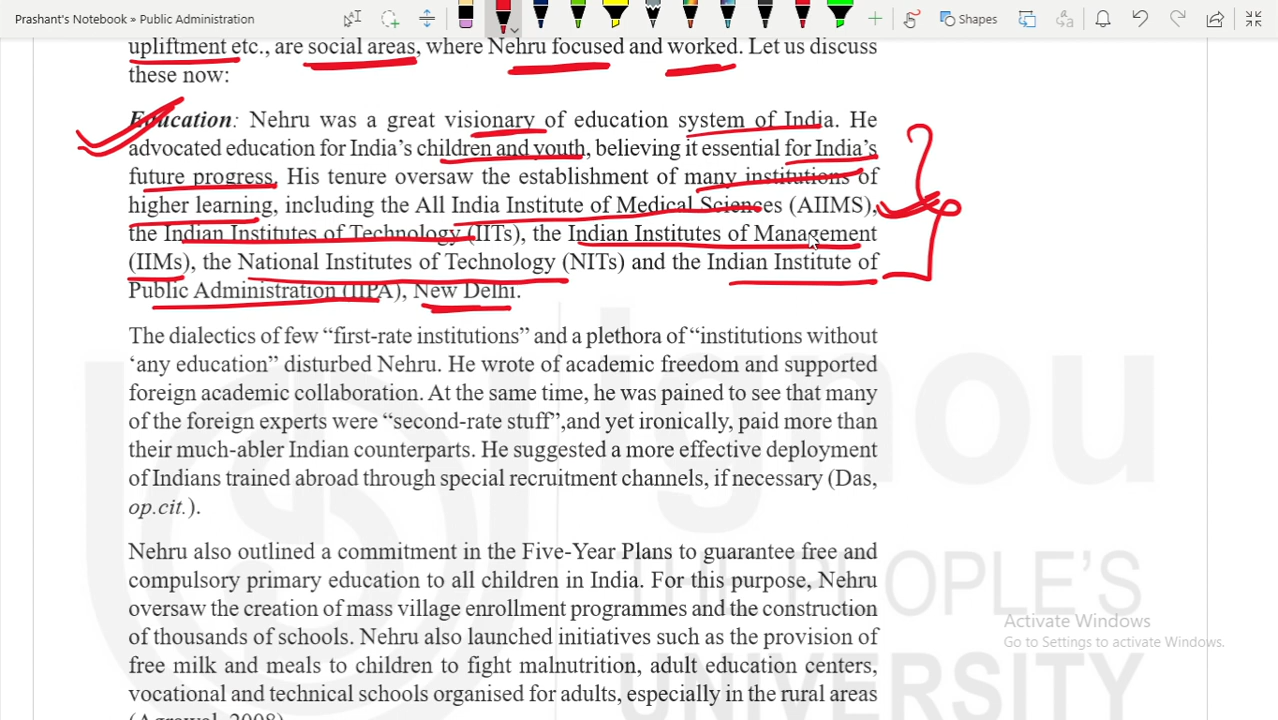 Prashant's Notebook » Public Administration
Shapes
upliftment etc., are social areas, where Nehru focused and worked. Let us discuss
these now:
Education: Nehru was a great visionary of education system of India. He
advocated education for India's children and youth, believing it essential for India's
future progress. His tenure oversaw the establishment of many institutions of
higher learning, including the All India Institute of Medical Sciences (AIIMS),
the Indian Institutes of Technology (IITs), the Indian Institutes of Management
(IIMs), the National Institutes of Technology (NITs) and the Indian Institute of
Public Administration (IIPA), New Delhi.
The dialectics of few “first-rate institutions” and a plethora of “institutions without
‘any education” disturbed Nehru. He wrote of academic freedom and supported
foreign academic collaboration. At the same time, he was pained to see that many
of the foreign experts were “second-rate stuff”,and yet ironically, paid more than
their much-abler Indian counterparts. He suggested a more effective deployment
of Indians trained abroad through special recruitment channels, if necessary (Das,
op.cit.).
Nehru also outlined a commitment in the Five-Year Plans to guarantee free and
compulsory primary education to all children in India. For this purpose, Nehru
oversaw the creation of mass village enrollment programmes and the construction
of thousands of schools. Nehru also launched initiatives such as the provision of
free milk and meals to children to fight malnutrition, adult education centers,
vocational and technical schools organised for adults, especially in the rural areas
(Agrawal, 2008).
ignou
THE PEOPLE'S
UNIVERSITY
Activate Windows
Go to Settings to activate Windows.